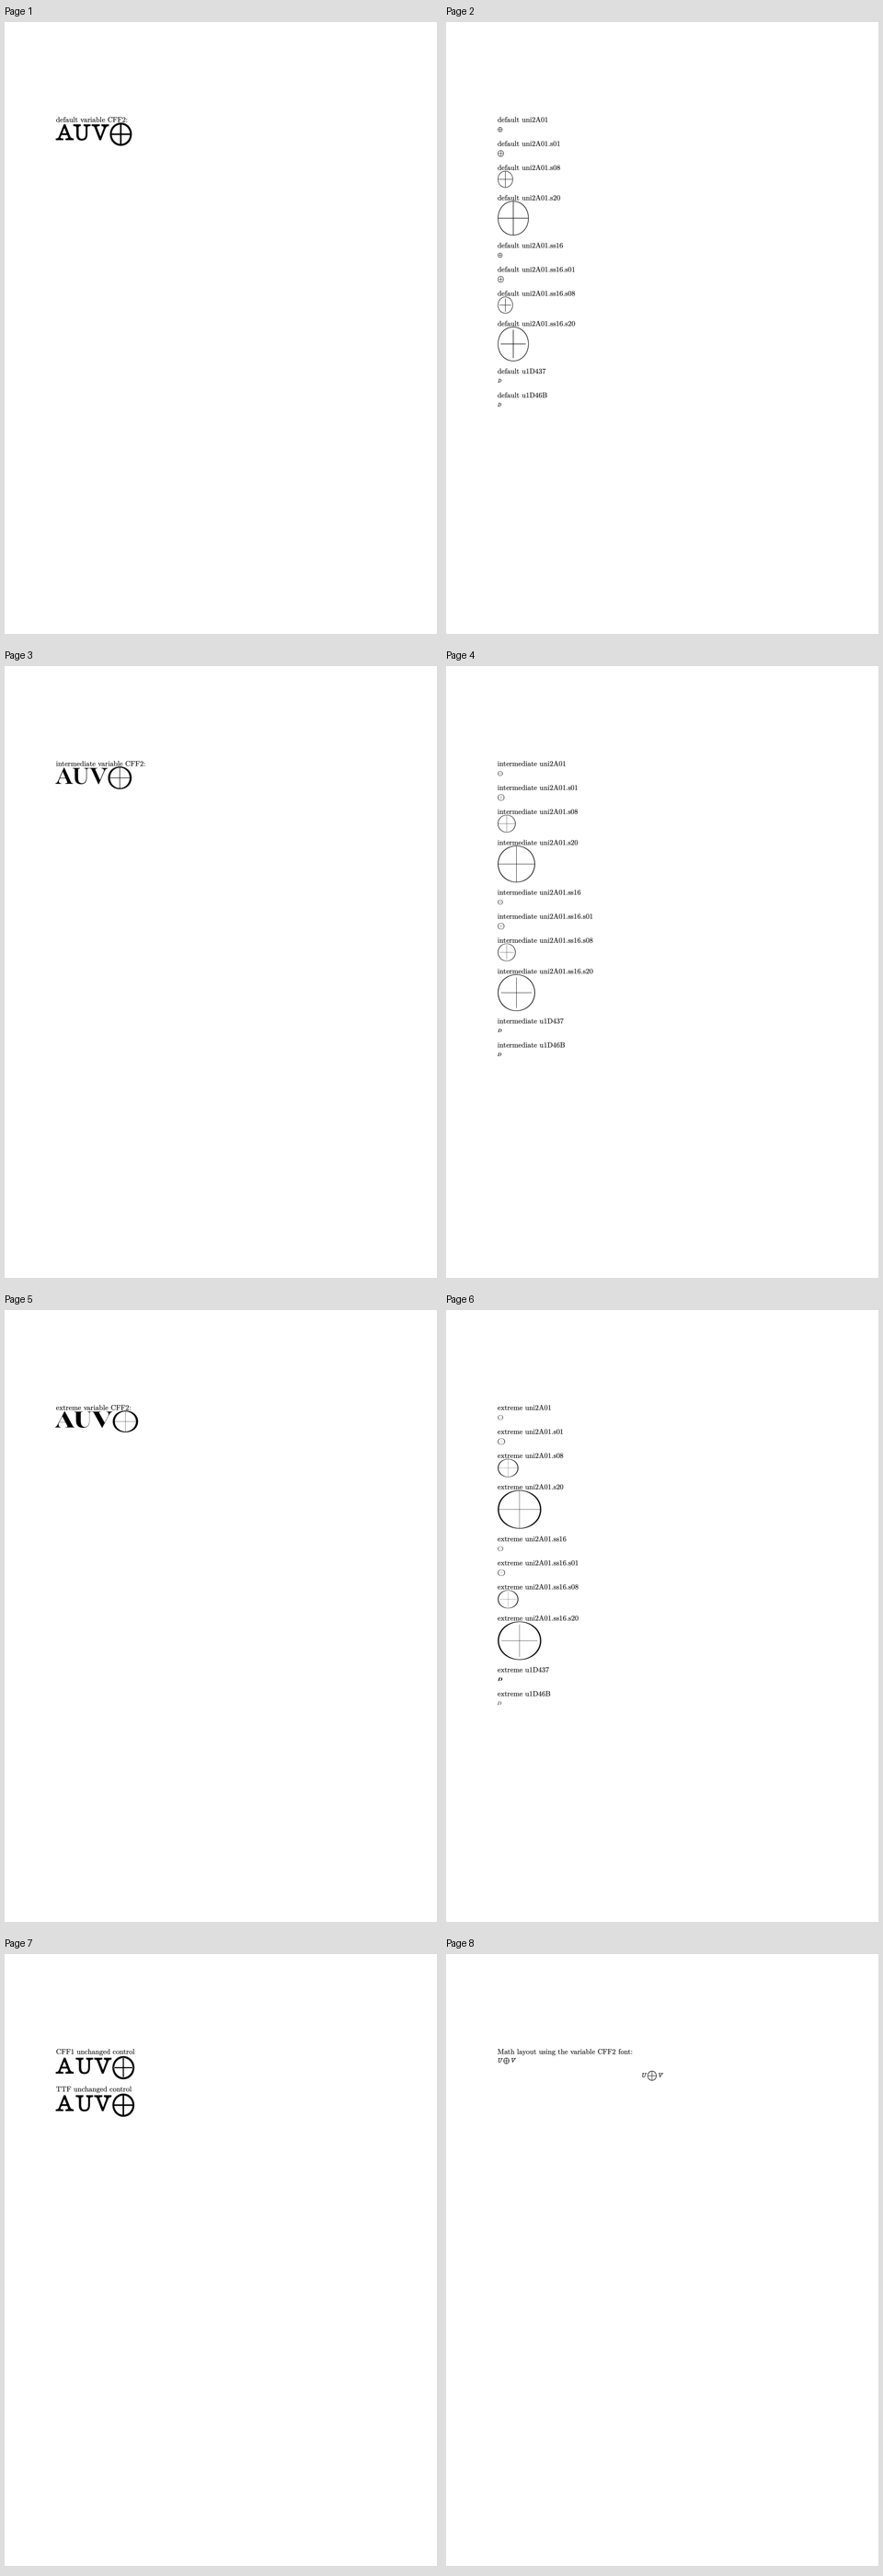 Page 1
default variable CFF2:
AUV⊕
Page 2
default uni2A01
⊕
default uni2A01.s01
⊕
default uni2A01.s08
⊕
default uni2A01.s20
⊕
default uni2A01.ss16
⊕
default uni2A01.ss16.s01
⊕
default uni2A01.ss16.s08
⊕
default uni2A01.ss16.s20
⊕
default u1D437
D
default u1D46B
D
Page 3
intermediate variable CFF2:
AUV⊕
Page 4
intermediate uni2A01
⊕
intermediate uni2A01.s01
⊕
intermediate uni2A01.s08
⊕
intermediate uni2A01.s20
⊕
intermediate uni2A01.ss16
⊕
intermediate uni2A01.ss16.s01
⊕
intermediate uni2A01.ss16.s08
⊕
intermediate uni2A01.ss16.s20
⊕
intermediate u1D437
D
intermediate u1D46B
D
Page 5
extreme variable CFF2:
AUV⊕
Page 6
extreme uni2A01
⊕
extreme uni2A01.s01
⊕
extreme uni2A01.s08
⊕
extreme uni2A01.s20
⊕
extreme uni2A01.ss16
⊕
extreme uni2A01.ss16.s01
⊕
extreme uni2A01.ss16.s08
⊕
extreme uni2A01.ss16.s20
⊕
extreme u1D437
D
extreme u1D46B
D
Page 7
CFF1 unchanged control
AUV⊕
TTF unchanged control
AUV⊕
Page 8
Math layout using the variable CFF2 font:
U⊕V
U⊕V